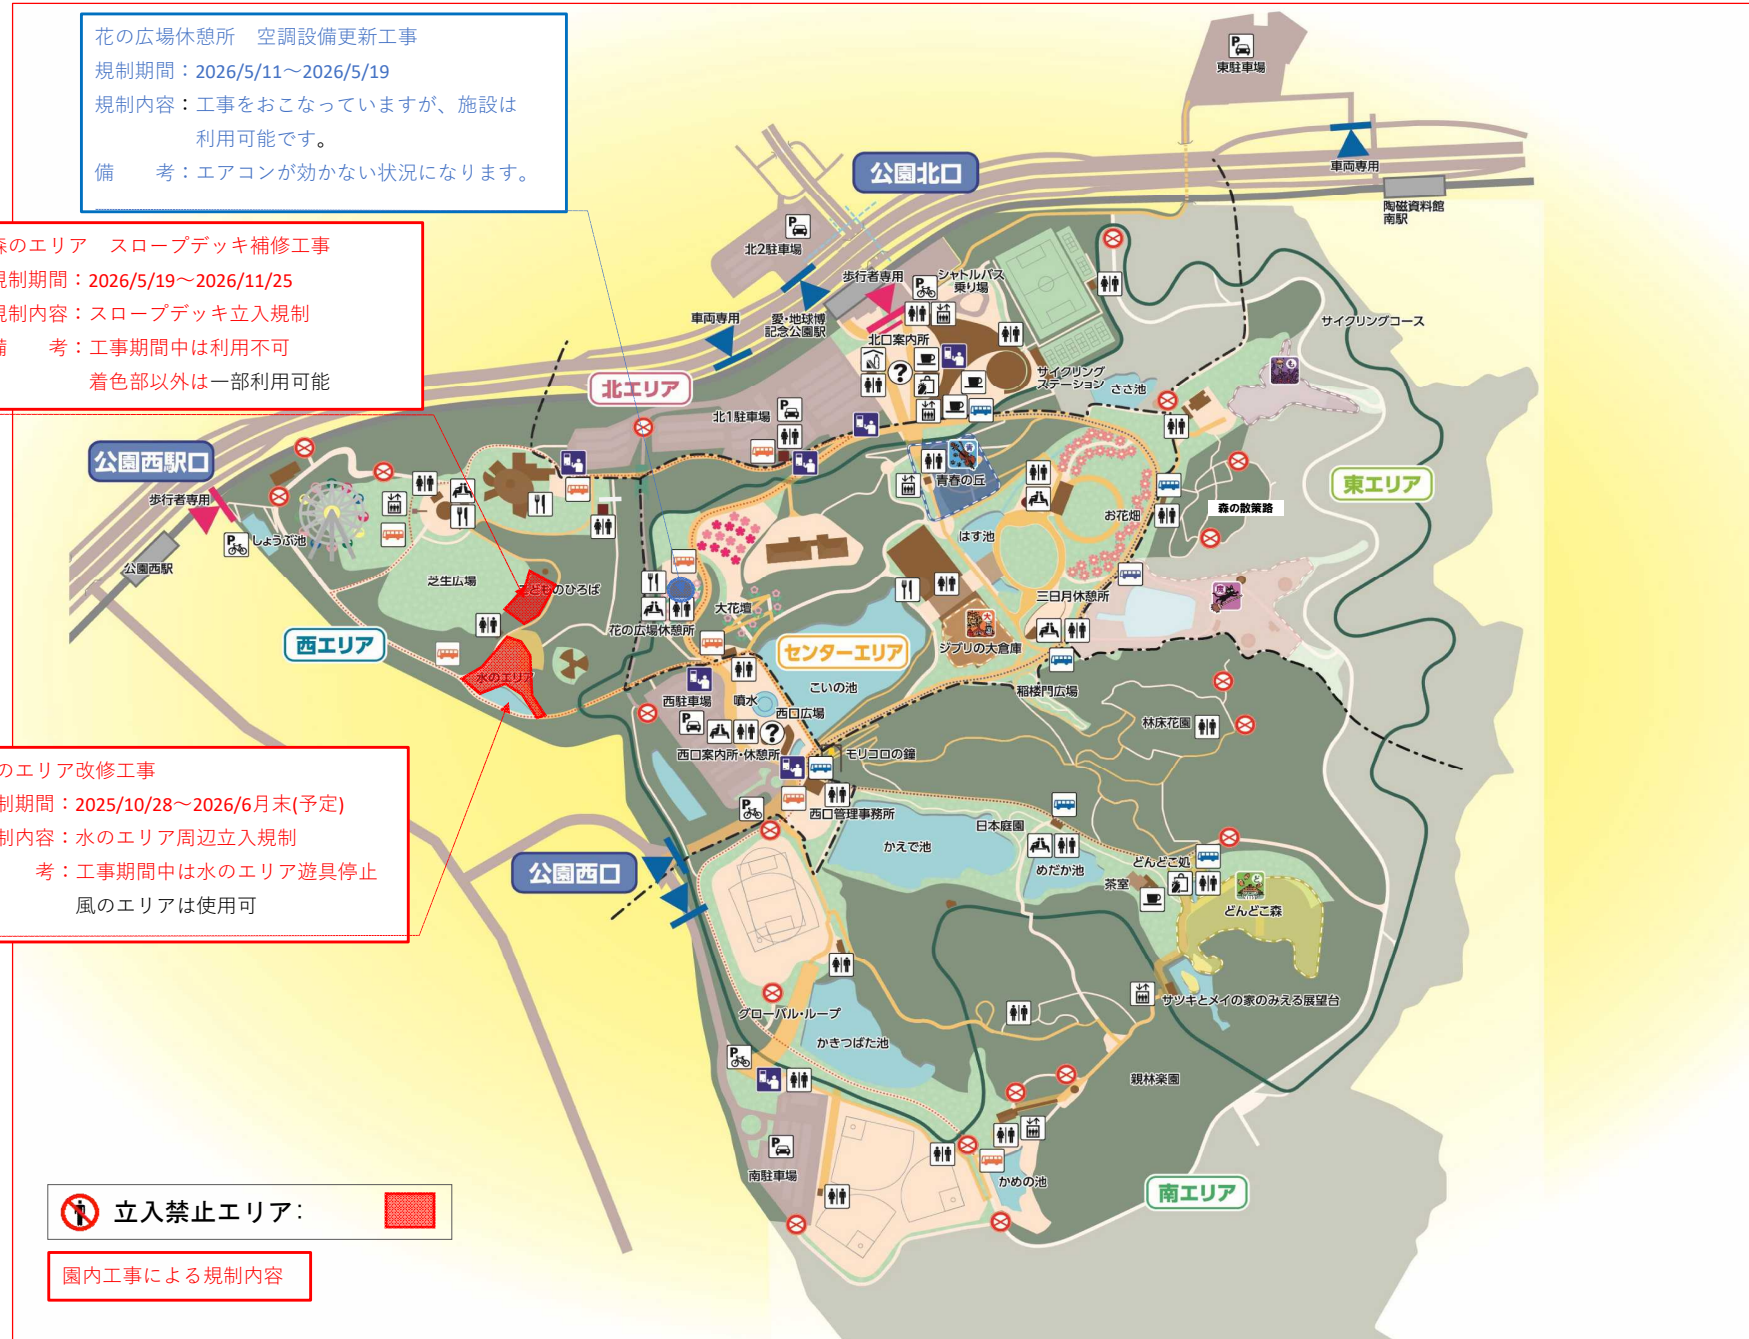 花の広場休憩所　空調設備更新工事
規制期間：2026/5/11～2026/5/19
規制内容：工事をおこなっていますが、施設は
利用可能です。
備　　考：エアコンが効かない状況になります。
森のエリア　スロープデッキ補修工事
規制期間：2026/5/19～2026/11/25
規制内容：スロープデッキ立入規制
備　　考：工事期間中は利用不可
着色部以外は一部利用可能
のエリア改修工事
制期間：2025/10/28～2026/6月末(予定)
制内容：水のエリア周辺立入規制
考：工事期間中は水のエリア遊具停止
風のエリアは使用可
東駐車場
車両専用
陶磁資料館
南駅
公園北口
北2駐車場
歩行者専用
シャトルバス
乗り場
愛・地球博
記念公園駅
車両専用
北口案内所
サイクリングコース
サイクリング
ステーション
ささ池
北エリア
北1駐車場
公園西駅口
歩行者専用
しょうぶ池
公園西駅
青春の丘
お花畑
森の散策路
東エリア
はす池
芝生広場
こどものひろば
大花壇
三日月休憩所
花の広場休憩所
西エリア
センターエリア
ジブリの大倉庫
水のエリア
こいの池
稲楼門広場
西駐車場
噴水
西口広場
林床花園
西口案内所・休憩所
モリコロの鐘
西口管理事務所
日本庭園
かえで池
めだか池
どんどこ処
茶室
どんどこ森
公園西口
サツキとメイの家のみえる展望台
グローバル・ループ
かきつばた池
親林楽園
南駐車場
かめの池
南エリア
立入禁止エリア：
園内工事による規制内容